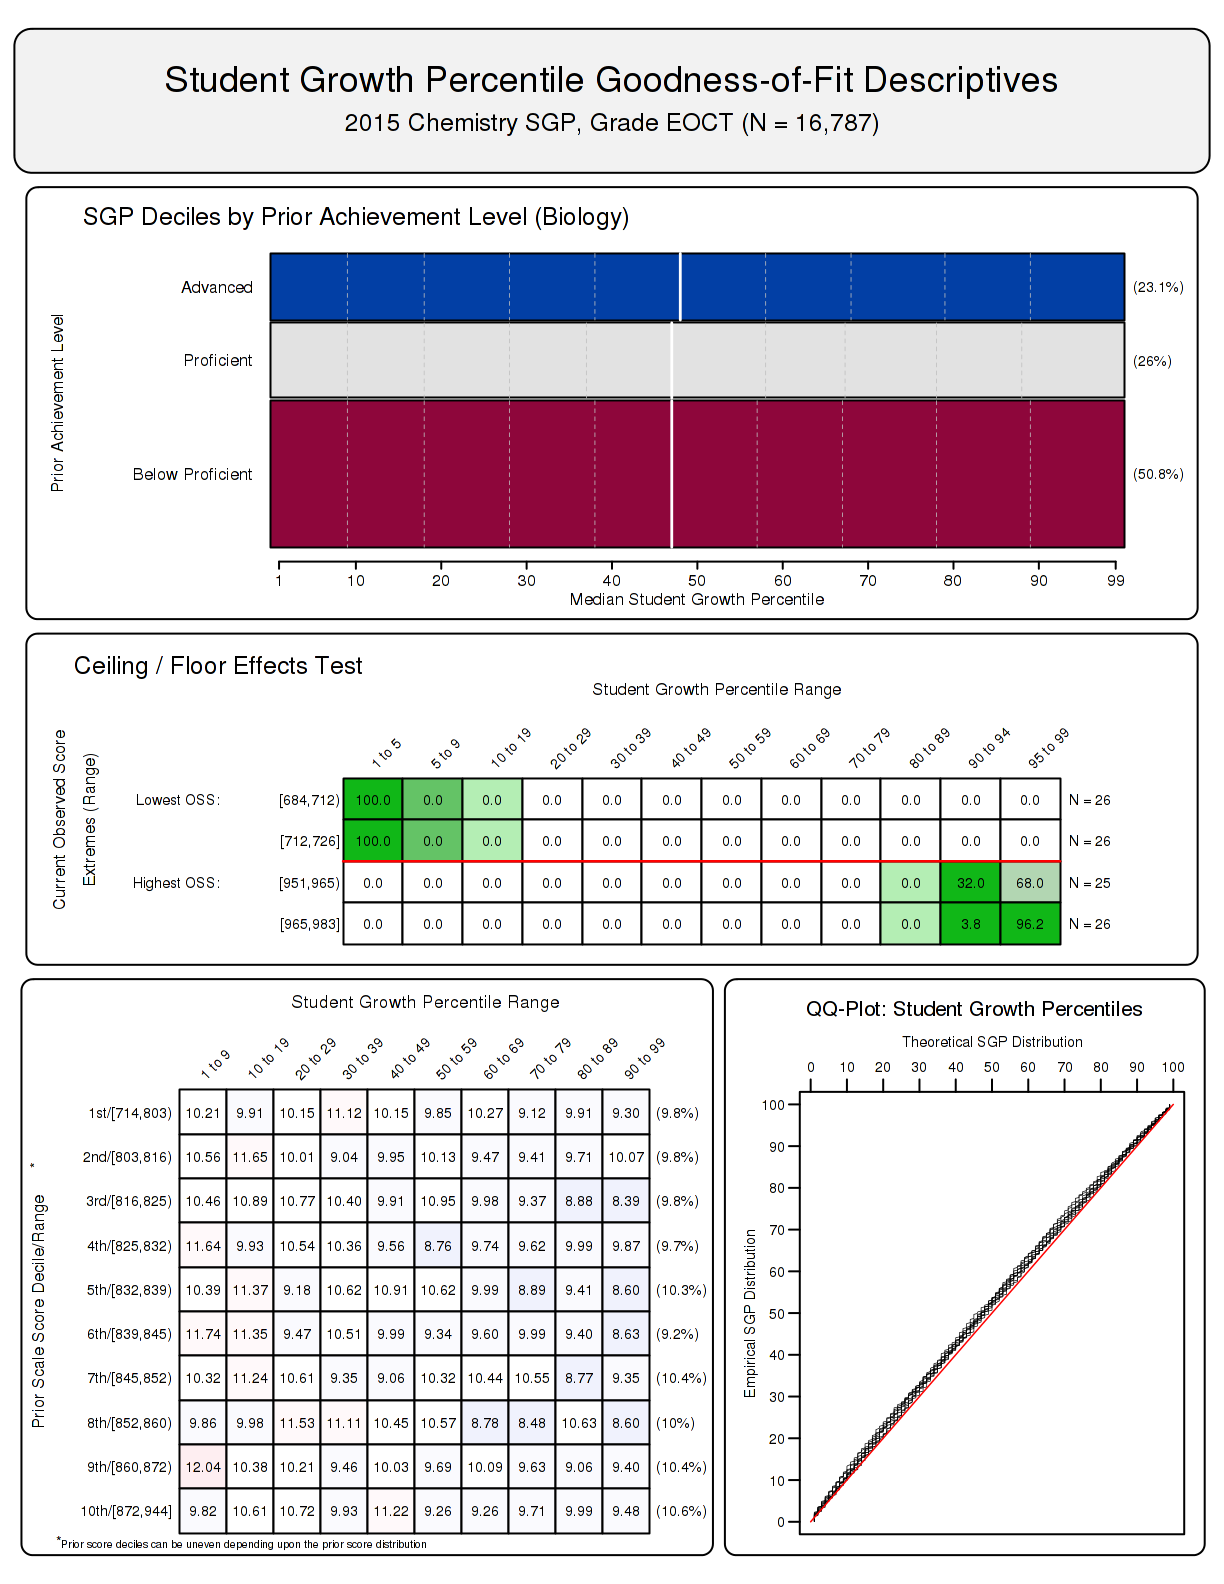 Student Growth Percentile Goodness-of-Fit Descriptives
2015 Chemistry SGP, Grade EOCT (N = 16,787)
SGP Deciles by Prior Achievement Level (Biology)
Prior Achievement Level
Advanced (23.1%)
Proficient (26%)
Below Proficient (50.8%)
1 10 20 30 40 50 60 70 80 90 99
Median Student Growth Percentile
Ceiling / Floor Effects Test
Student Growth Percentile Range
Current Observed Score
Extremes (Range)
1 to 5 5 to 9 10 to 19 20 to 29 30 to 39 40 to 49 50 to 59 60 to 69 70 to 79 80 to 89 90 to 94 95 to 99
Lowest OSS: [684,712) 100.0 0.0 0.0 0.0 0.0 0.0 0.0 0.0 0.0 0.0 0.0 0.0 N = 26
[712,726] 100.0 0.0 0.0 0.0 0.0 0.0 0.0 0.0 0.0 0.0 0.0 0.0 N = 26
Highest OSS: [951,965) 0.0 0.0 0.0 0.0 0.0 0.0 0.0 0.0 0.0 0.0 32.0 68.0 N = 25
[965,983] 0.0 0.0 0.0 0.0 0.0 0.0 0.0 0.0 0.0 0.0 3.8 96.2 N = 26
Student Growth Percentile Range
Prior Scale Score Decile/Range *
1 to 9 10 to 19 20 to 29 30 to 39 40 to 49 50 to 59 60 to 69 70 to 79 80 to 89 90 to 99
1st/[714,803) 10.21 9.91 10.15 11.12 10.15 9.85 10.27 9.12 9.91 9.30 (9.8%)
2nd/[803,816) 10.56 11.65 10.01 9.04 9.95 10.13 9.47 9.41 9.71 10.07 (9.8%)
3rd/[816,825) 10.46 10.89 10.77 10.40 9.91 10.95 9.98 9.37 8.88 8.39 (9.8%)
4th/[825,832) 11.64 9.93 10.54 10.36 9.56 8.76 9.74 9.62 9.99 9.87 (9.7%)
5th/[832,839) 10.39 11.37 9.18 10.62 10.91 10.62 9.99 8.89 9.41 8.60 (10.3%)
6th/[839,845) 11.74 11.35 9.47 10.51 9.99 9.34 9.60 9.99 9.40 8.63 (9.2%)
7th/[845,852) 10.32 11.24 10.61 9.35 9.06 10.32 10.44 10.55 8.77 9.35 (10.4%)
8th/[852,860) 9.86 9.98 11.53 11.11 10.45 10.57 8.78 8.48 10.63 8.60 (10%)
9th/[860,872) 12.04 10.38 10.21 9.46 10.03 9.69 10.09 9.63 9.06 9.40 (10.4%)
10th/[872,944] 9.82 10.61 10.72 9.93 11.22 9.26 9.26 9.71 9.99 9.48 (10.6%)
*Prior score deciles can be uneven depending upon the prior score distribution
QQ-Plot: Student Growth Percentiles
Theoretical SGP Distribution
0 10 20 30 40 50 60 70 80 90 100
Empirical SGP Distribution
100
90
80
70
60
50
40
30
20
10
0